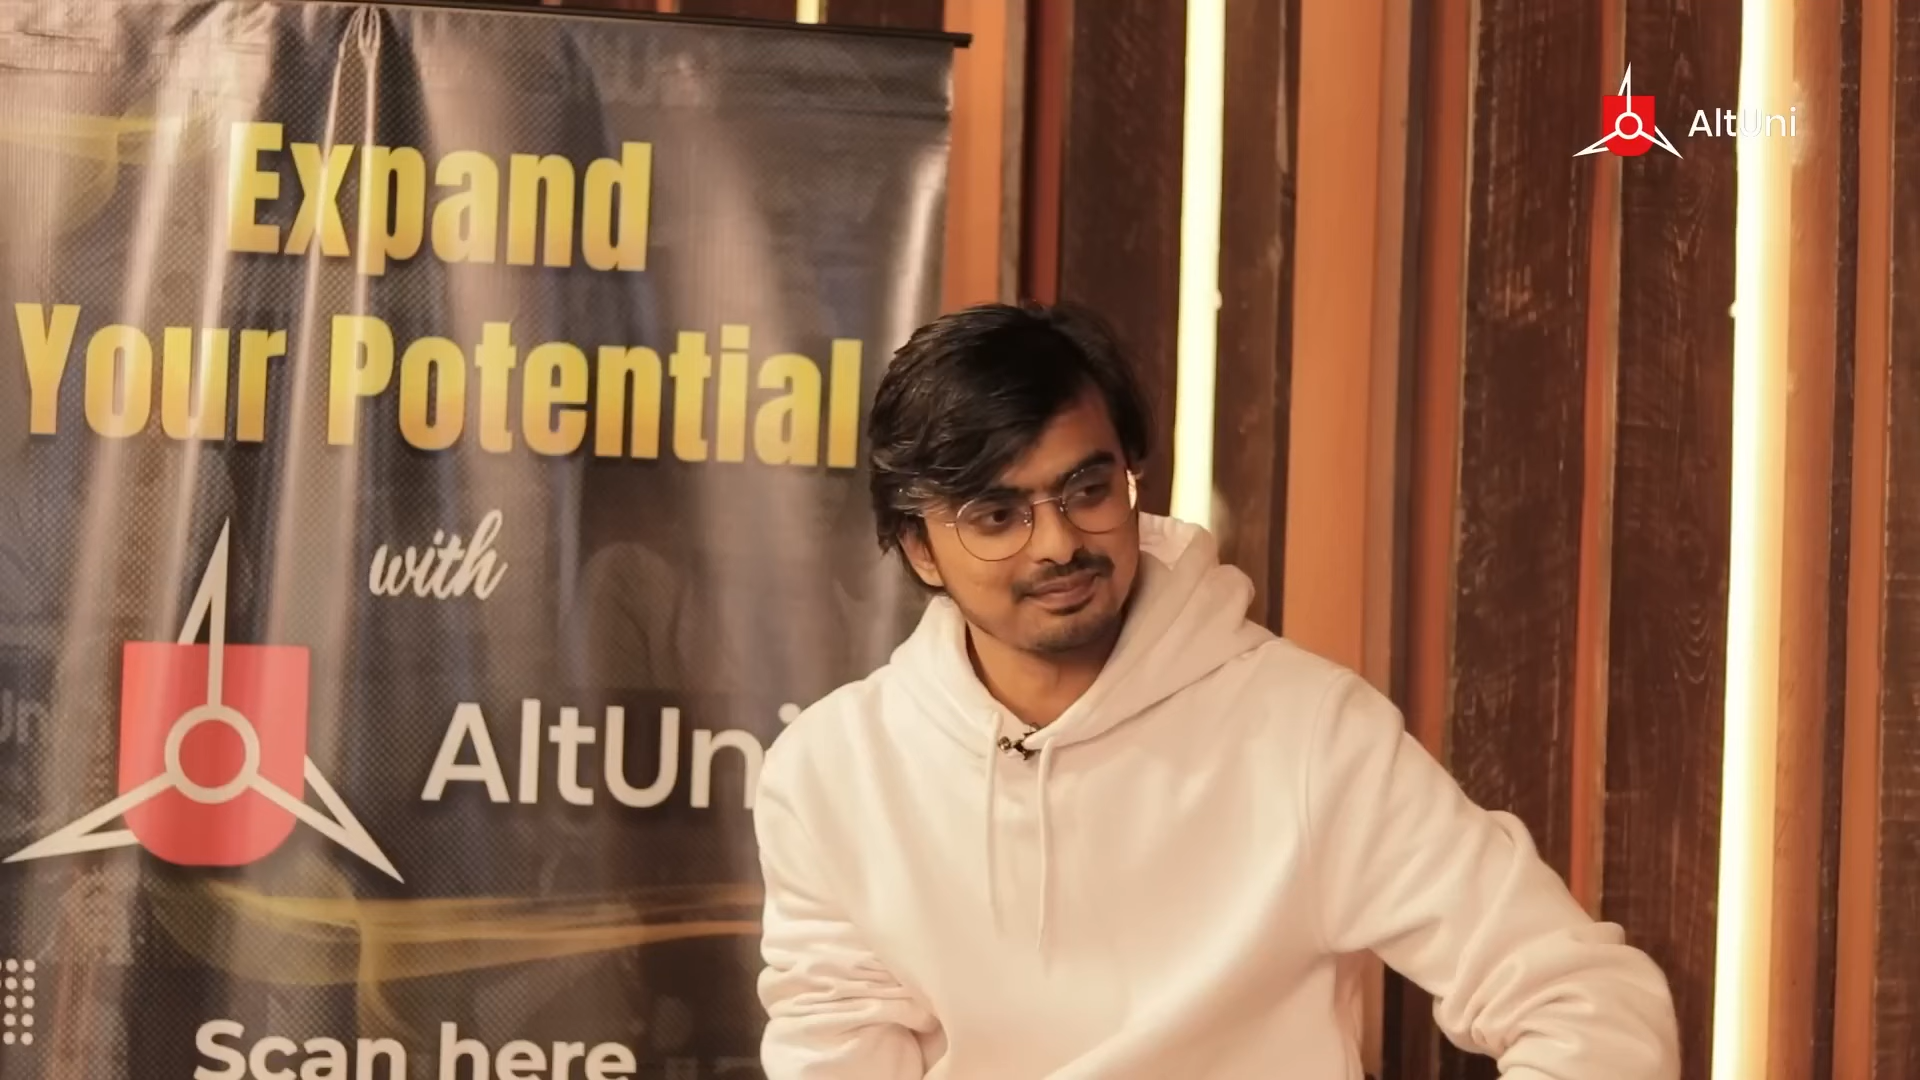 Expand
Your Potential
with
AltUni
Scan here
AltUni